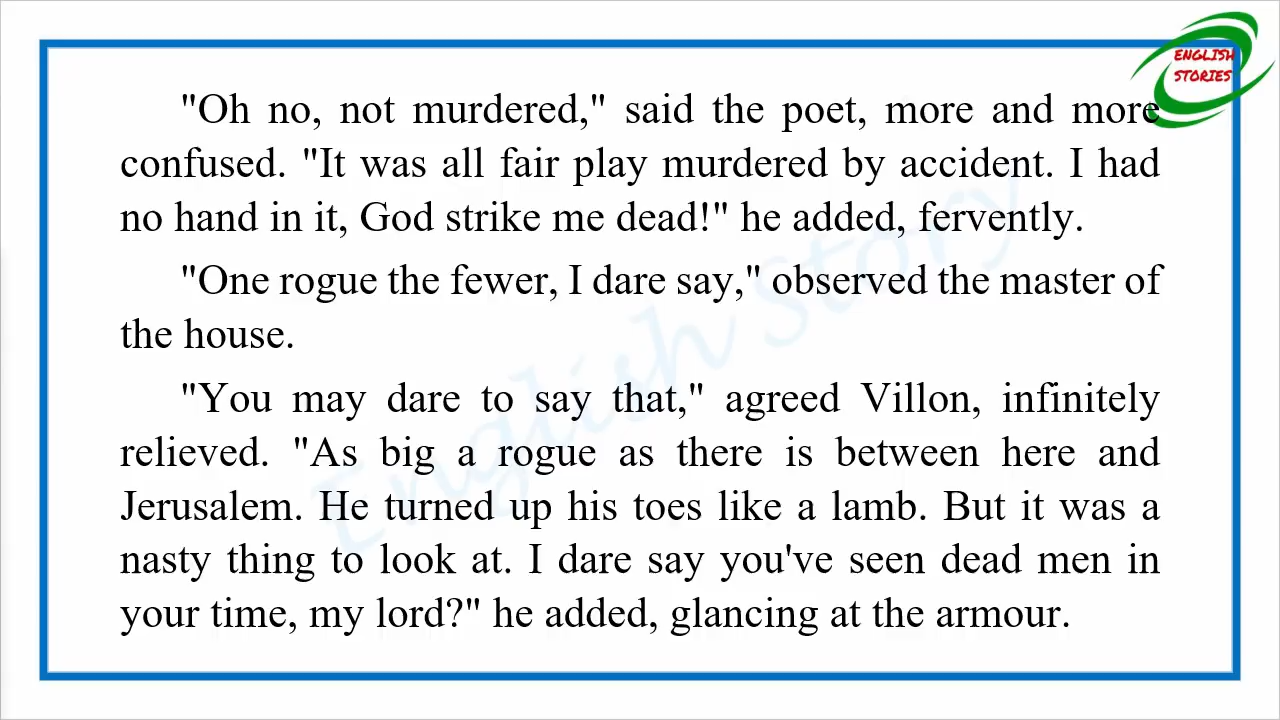 ENGLISH
STORIES
"Oh no, not murdered," said the poet, more and more
confused. "It was all fair play murdered by accident. I had
no hand in it, God strike me dead!" he added, fervently.
"One rogue the fewer, I dare say," observed the master of
the house.
"You may dare to say that," agreed Villon, infinitely
relieved. "As big a rogue as there is between here and
Jerusalem. He turned up his toes like a lamb. But it was a
nasty thing to look at. I dare say you've seen dead men in
your time, my lord?" he added, glancing at the armour.
English Story